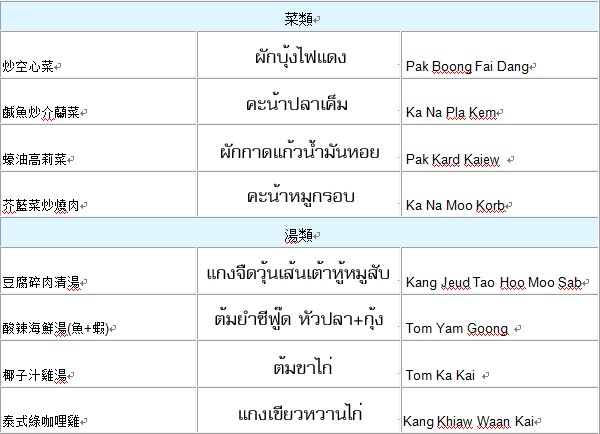 菜類
炒空心菜 ผักบุ้งไฟแดง Pak Boong Fai Dang
鹹魚炒介蘭菜 คะน้าปลาเค็ม Ka Na Pla Kem
蠔油高莉菜 ผักกาดแก้วน้ำมันหอย Pak Kard Kaiew
芥藍菜炒燒肉 คะน้าหมูกรอบ Ka Na Moo Korb
湯類
豆腐碎肉清湯 แกงจืดวุ้นเส้นเต้าหู้หมูสับ Kang Jeud Tao Hoo Moo Sab
酸辣海鮮湯(魚+蝦) ต้มยำซีฟู๊ด หัวปลา+กุ้ง Tom Yam Goong
椰子汁雞湯 ต้มขาไก่ Tom Ka Kai
泰式綠咖哩雞 แกงเขียวหวานไก่ Kang Khiaw Waan Kai